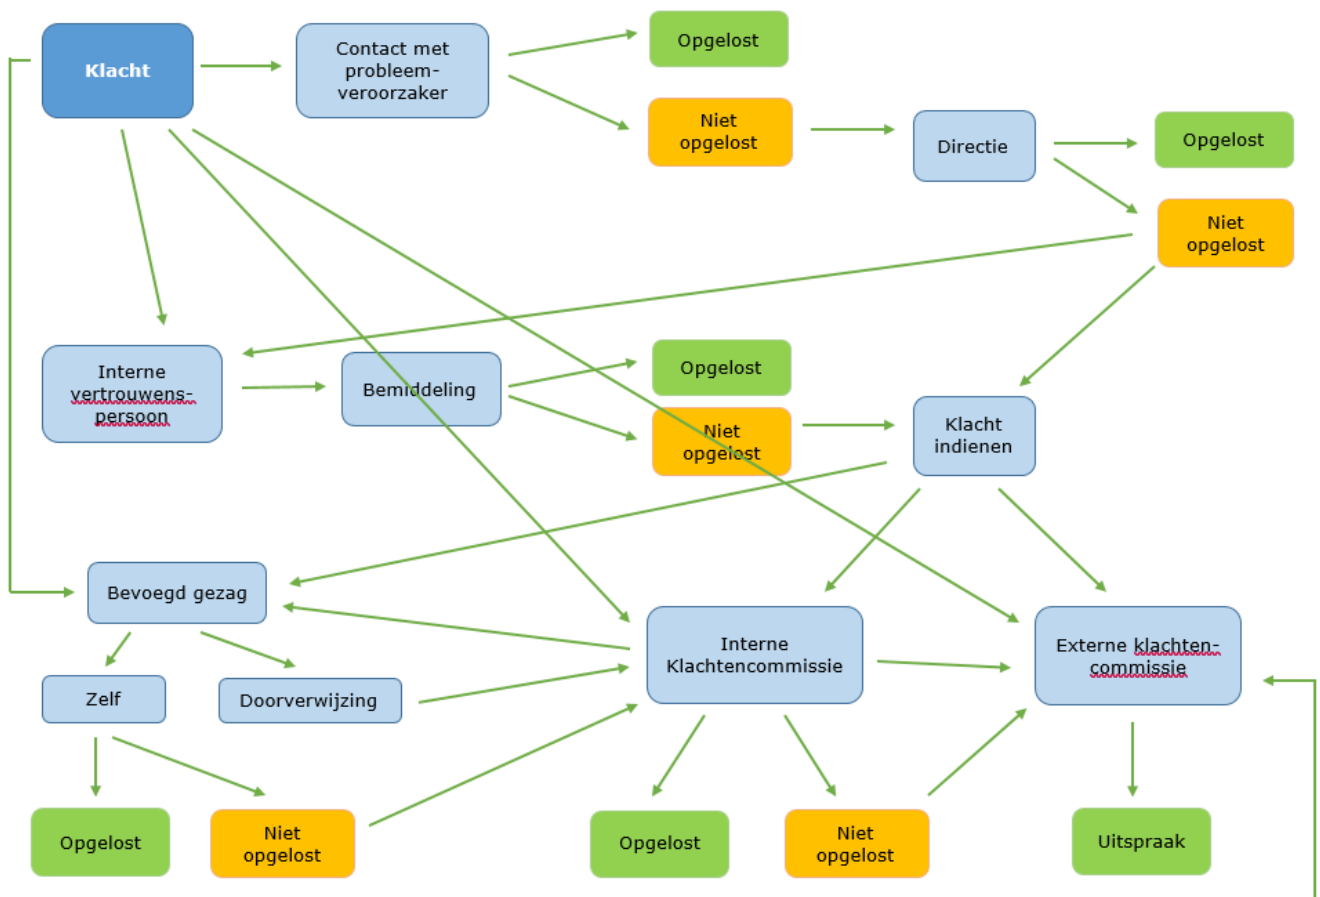 Klacht
Contact met
probleem-
veroorzaker
Opgelost
Niet
opgelost
Directie
Opgelost
Niet
opgelost
Interne
vertrouwens-
persoon
Bemiddeling
Opgelost
Niet
opgelost
Klacht
indienen
Bevoegd gezag
Interne
Klachtencommissie
Externe klachten-
commissie
Zelf
Doorverwijzing
Opgelost
Niet
opgelost
Opgelost
Niet
opgelost
Uitspraak